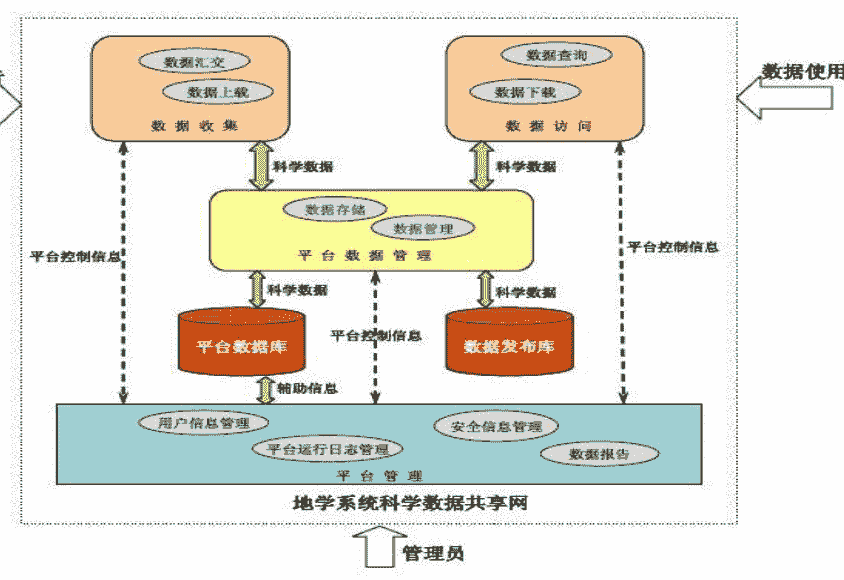 数据汇交
数据上载
数据收集
数据查询
数据下载
数据访问
数据使用
科学数据
科学数据
数据存储
数据管理
平台数据管理
平台控制信息
平台控制信息
科学数据
科学数据
平台数据库
平台控制信息
数据发布库
辅助信息
用户信息管理
安全信息管理
平台运行日志管理
数据报告
平台管理
地学系统科学数据共享网
管理员